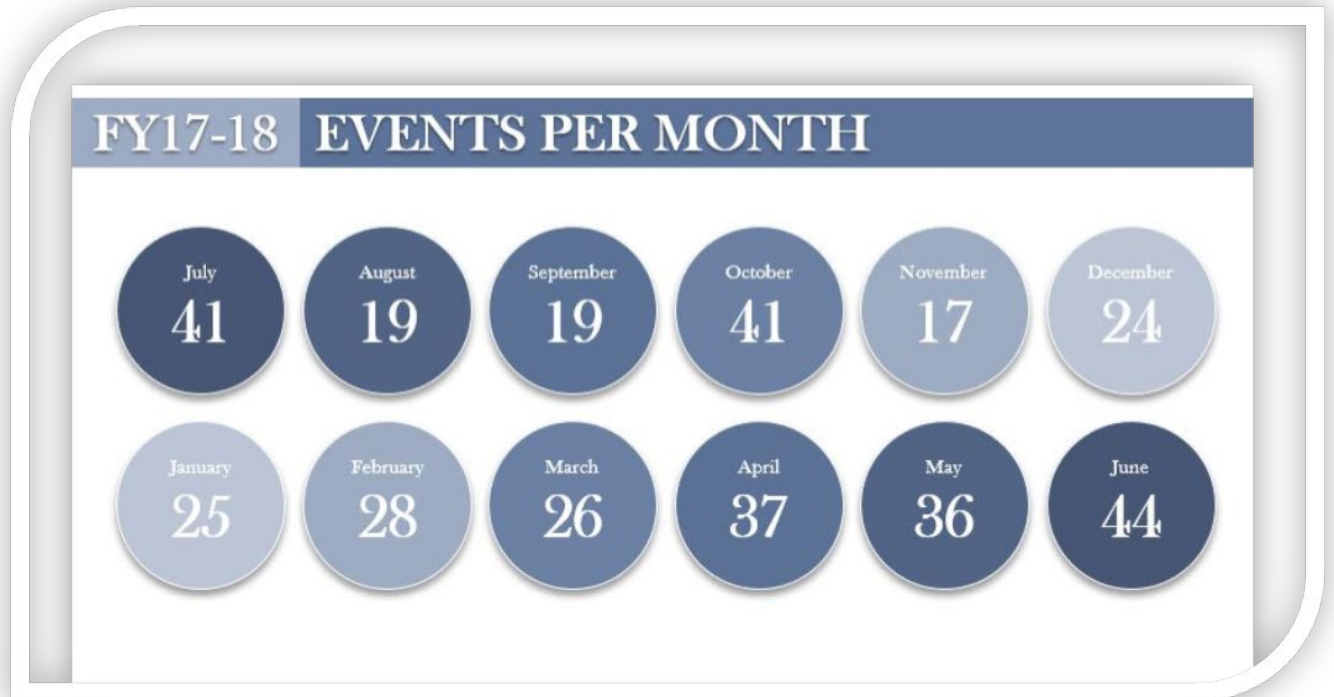 FY17-18 EVENTS PER MONTH
July August September October November December
41 19 19 41 17 24
January February March April May June
25 28 26 37 36 44